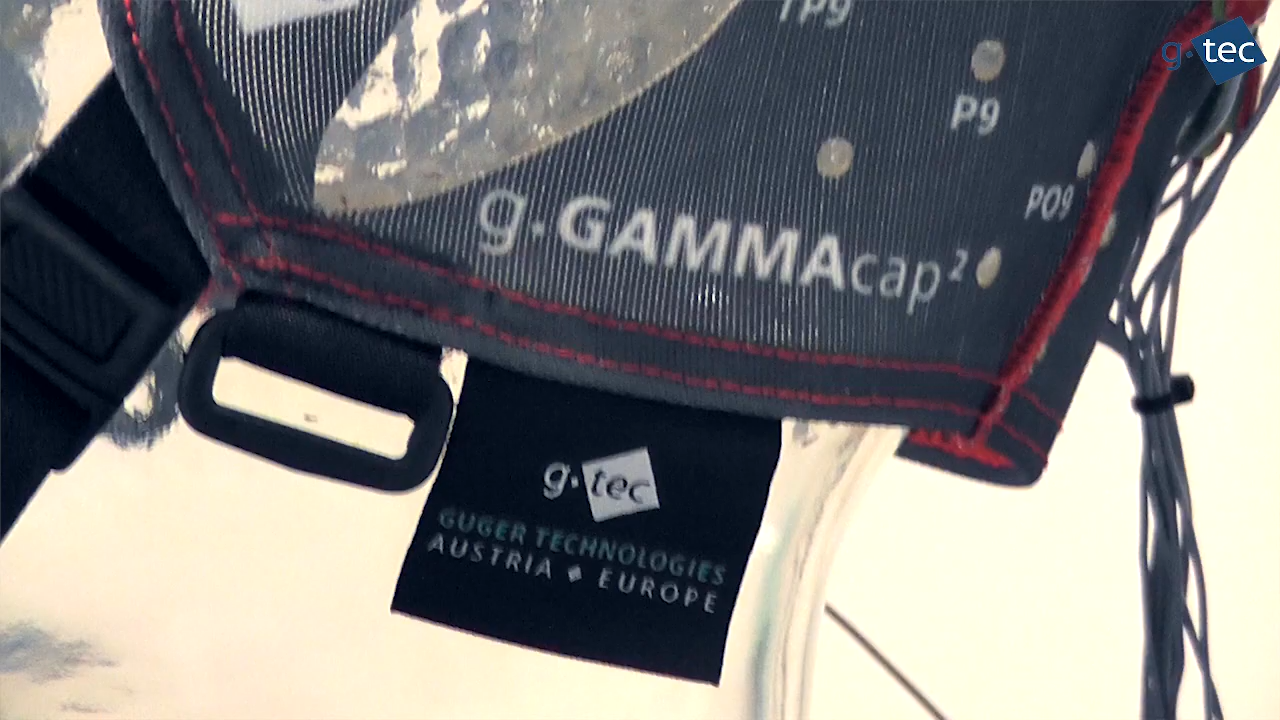 TP9
g.tec
P9
PO9
g.GAMMAcap²
g.tec
GUGER TECHNOLOGIES
AUSTRIA ◆ EUROPE